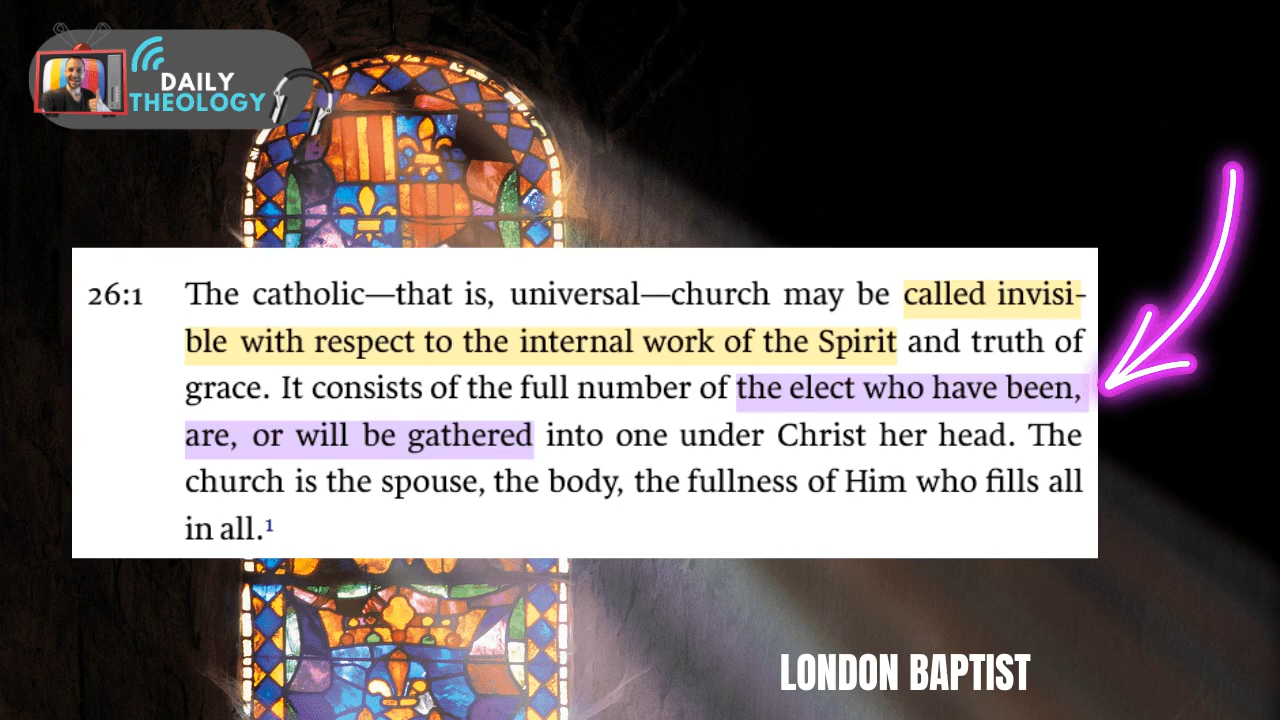 DAILY
THEOLOGY
26:1 The catholic—that is, universal—church may be called invisi-
ble with respect to the internal work of the Spirit and truth of
grace. It consists of the full number of the elect who have been,
are, or will be gathered into one under Christ her head. The
church is the spouse, the body, the fullness of Him who fills all
in all.¹
LONDON BAPTIST